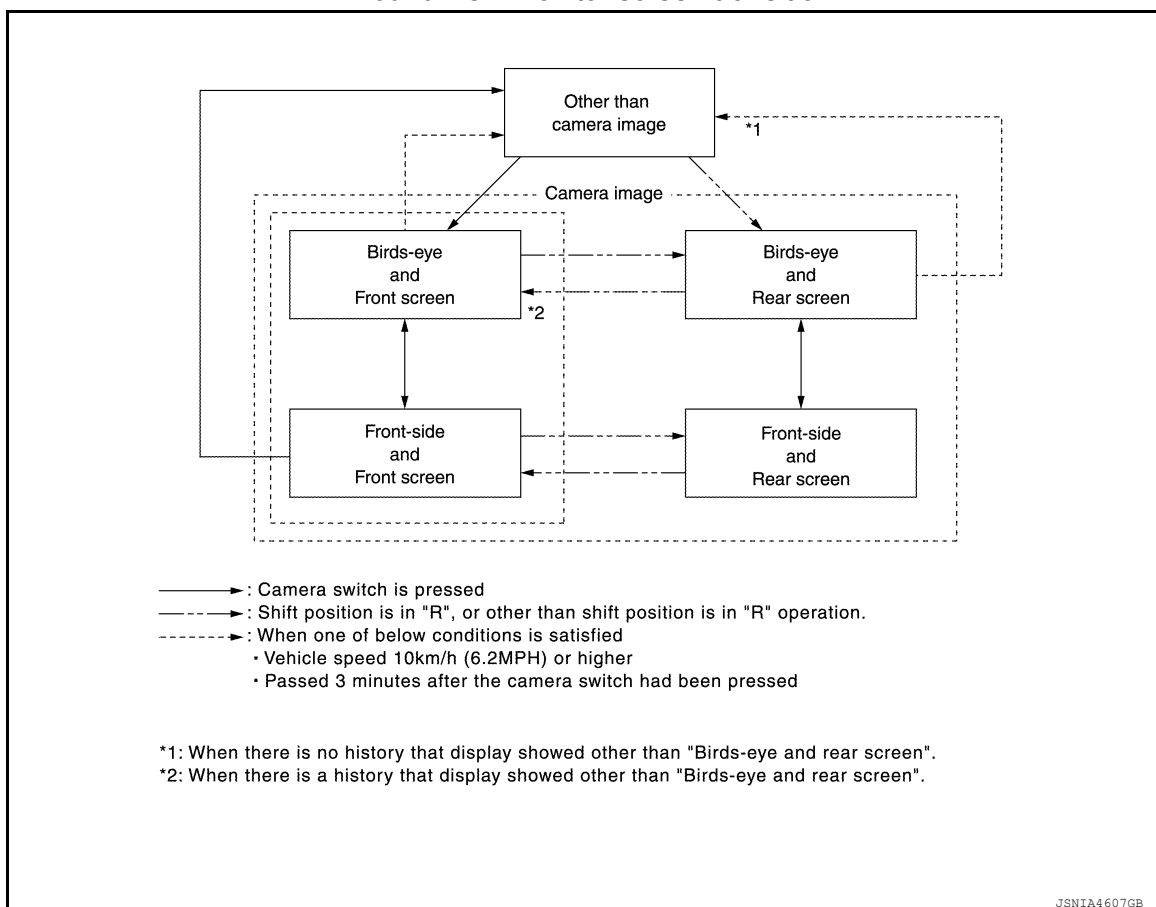 Other than
camera image
*1
Camera image
Birds-eye
and
Front screen
Birds-eye
and
Rear screen
*2
Front-side
and
Front screen
Front-side
and
Rear screen
: Camera switch is pressed
: Shift position is in "R", or other than shift position is in "R" operation.
: When one of below conditions is satisfied
・Vehicle speed 10km/h (6.2MPH) or higher
・Passed 3 minutes after the camera switch had been pressed
*1: When there is no history that display showed other than "Birds-eye and rear screen".
*2: When there is a history that display showed other than "Birds-eye and rear screen".
JSNIA4607GB